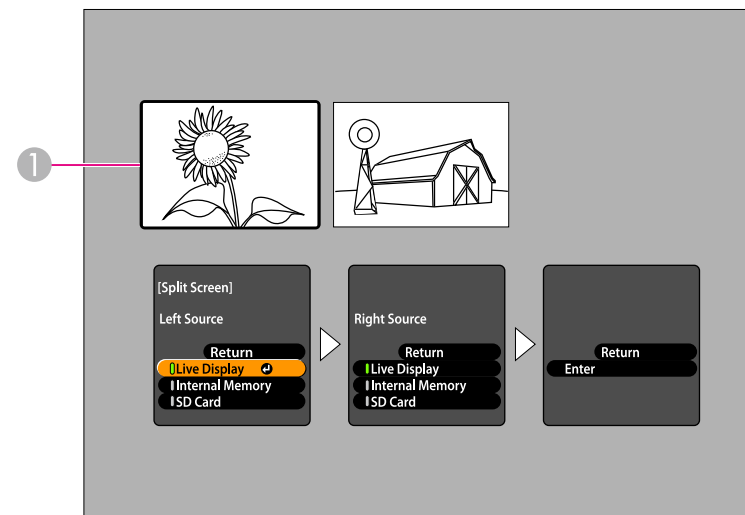 1
[Split Screen]
Left Source
Return
Live Display
Internal Memory
SD Card
Right Source
Return
Live Display
Internal Memory
SD Card
Return
Enter